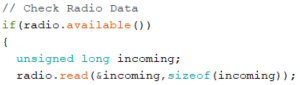 // Check Radio Data
if(radio.available())
{
unsigned long incoming;
radio.read(&incoming,sizeof(incoming));